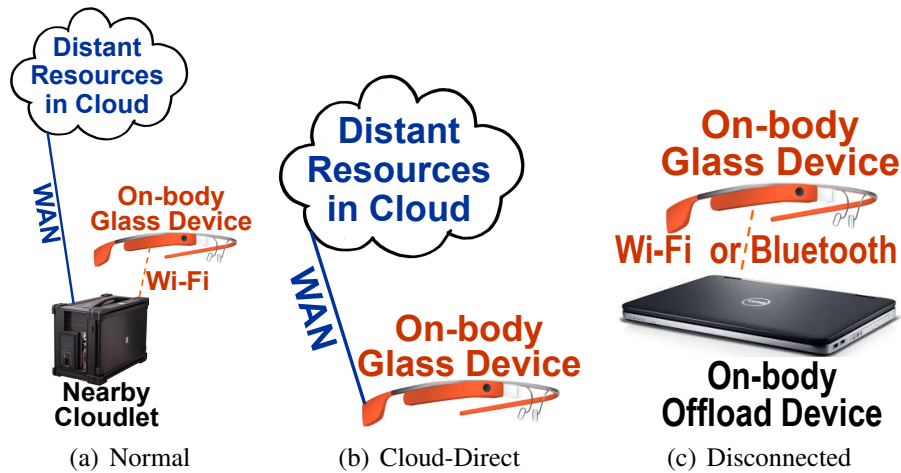 Distant
Resources
in Cloud
WAN
On-body
Glass Device
Wi-Fi
Nearby
Cloudlet
(a) Normal
Distant
Resources
in Cloud
WAN
On-body
Glass Device
(b) Cloud-Direct
On-body
Glass Device
Wi-Fi or Bluetooth
DELL
On-body
Offload Device
(c) Disconnected